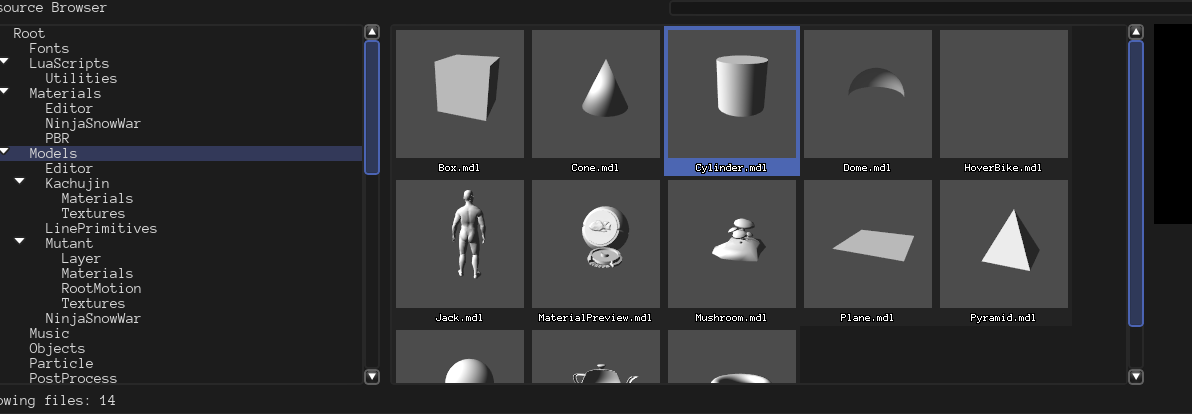 source Browser
Root
Fonts
LuaScripts
Utilities
Materials
Editor
NinjaSnowWar
PBR
Models
Editor
Kachujin
Materials
Textures
LinePrimitives
Mutant
Layer
Materials
RootMotion
Textures
NinjaSnowWar
Music
Objects
Particle
PostProcess
Box.mdl
Cone.mdl
Cylinder.mdl
Dome.mdl
HoverBike.mdl
Jack.mdl
MaterialPreview.mdl
Mushroom.mdl
Plane.mdl
Pyramid.mdl
owing files: 14